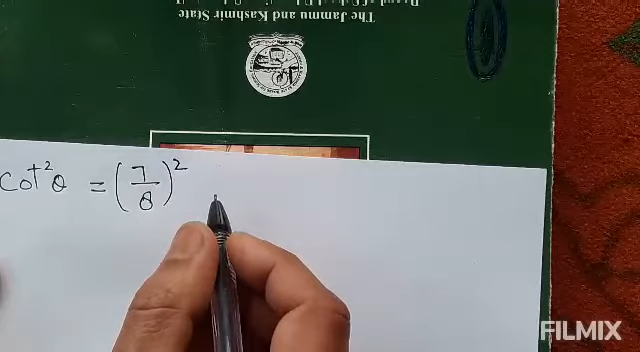 The Jammu and Kashmir State
cot²θ = (7/8)²
FILMIX